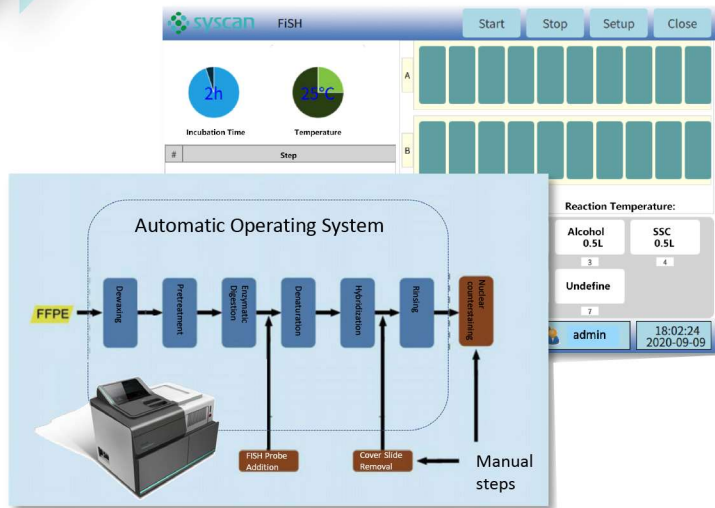 svscan FiSH Start Stop Setup Close
2h
25°C
Incubation Time
Temperature
# Step
A
B
Reaction Temperature:
Alcohol
0.5L
SSC
0.5L
3
4
Undefine
7
admin
18:02:24
2020-09-09
Automatic Operating System
FFPE
Dewaxing
Pretreatment
Enzymatic
Digestion
Denaturation
Hybridization
Rinsing
Nuclear
counterstaining
FISH Probe
Addition
Cover Slide
Removal
Manual
steps